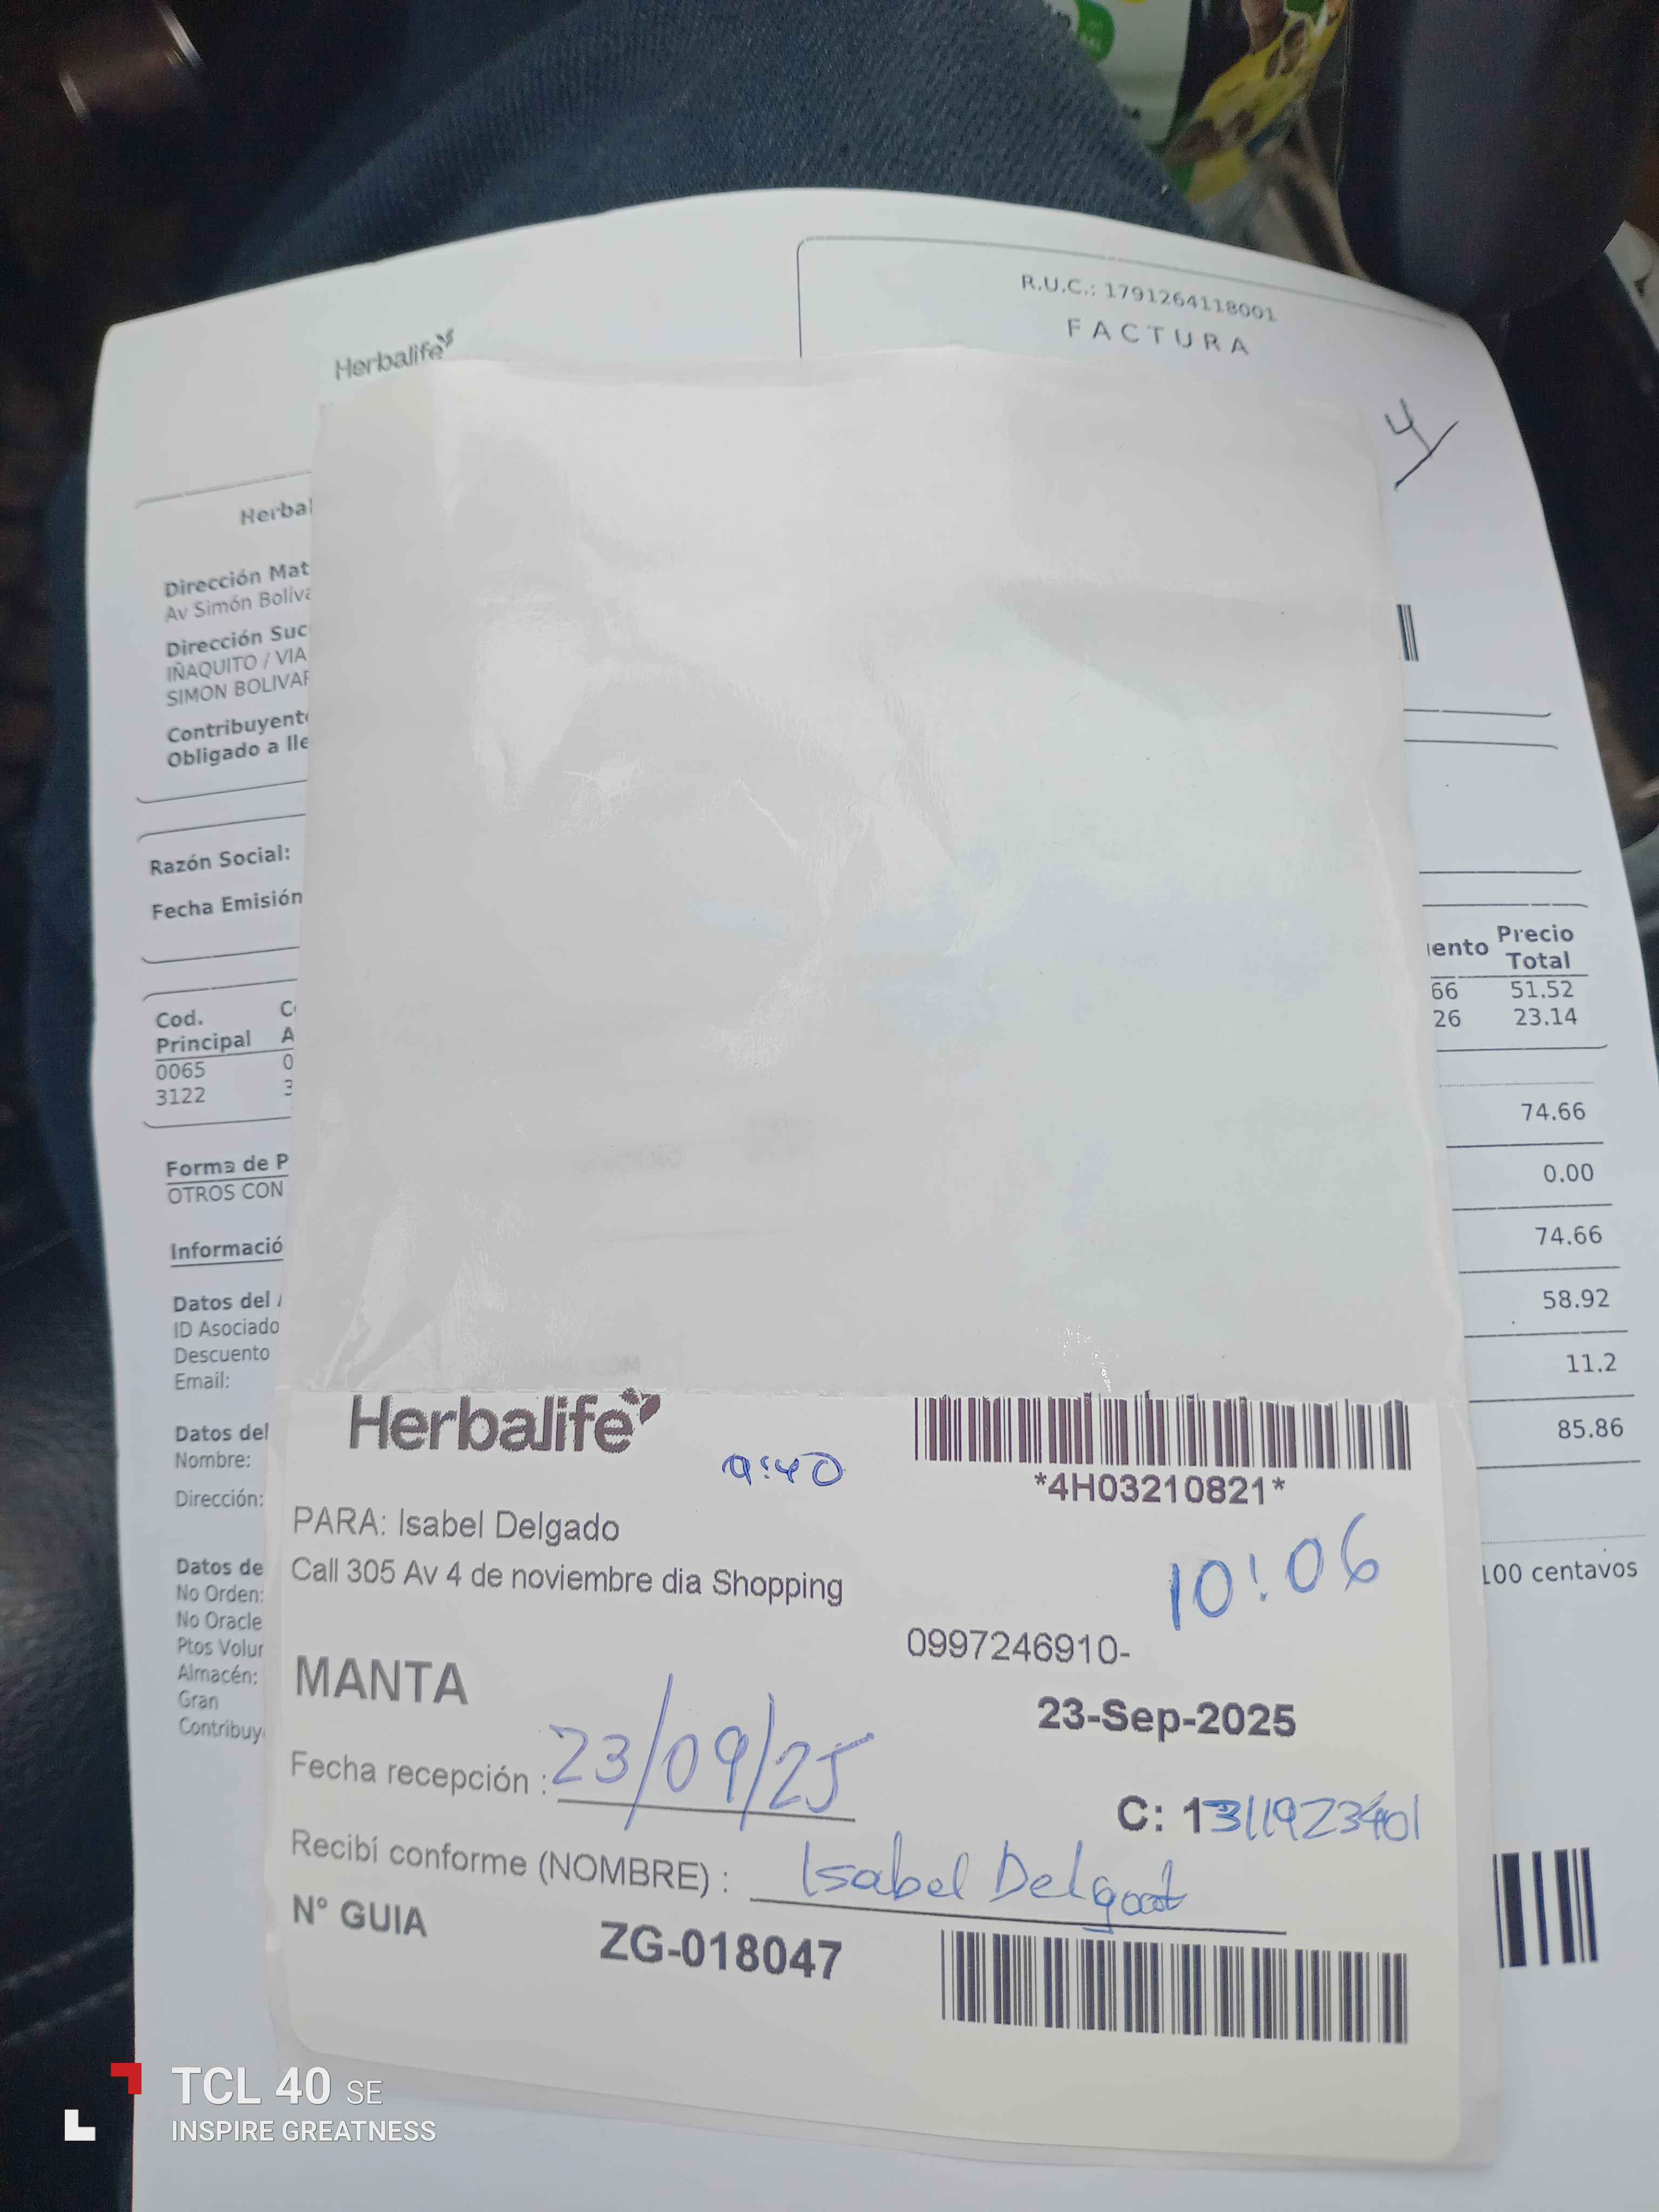 R.U.C.: 1791264118001
FACTURA
Herbalife
4/
Herbal
Dirección Mat
Av Simón Bolíva
Dirección Suc
IÑAQUITO / VIA
SIMON BOLIVAR
Contribuyente
Obligado a lle
Razón Social:
Fecha Emisión
ento Precio
Total
66 51.52
26 23.14
Cod.
Principal A
0065 0
3122 3
74.66
0.00
74.66
58.92
11.2
85.86
100 centavos
Forma de P
OTROS CON
Informació
Datos del A
ID Asociado
Descuento
Email:
Datos del
Nombre:
Dirección:
Datos de
No Orden:
No Oracle
Ptos Volur
Almacén:
Gran
Contribuy
Herbalife
9:40
*4H03210821*
PARA: Isabel Delgado
Call 305 Av 4 de noviembre dia Shopping
10:06
0997246910-
MANTA
23-Sep-2025
Fecha recepción : 23/09/25
C: 1311923401
Recibí conforme (NOMBRE) : Isabel Delgado
N° GUIA ZG-018047
TCL 40 SE
INSPIRE GREATNESS